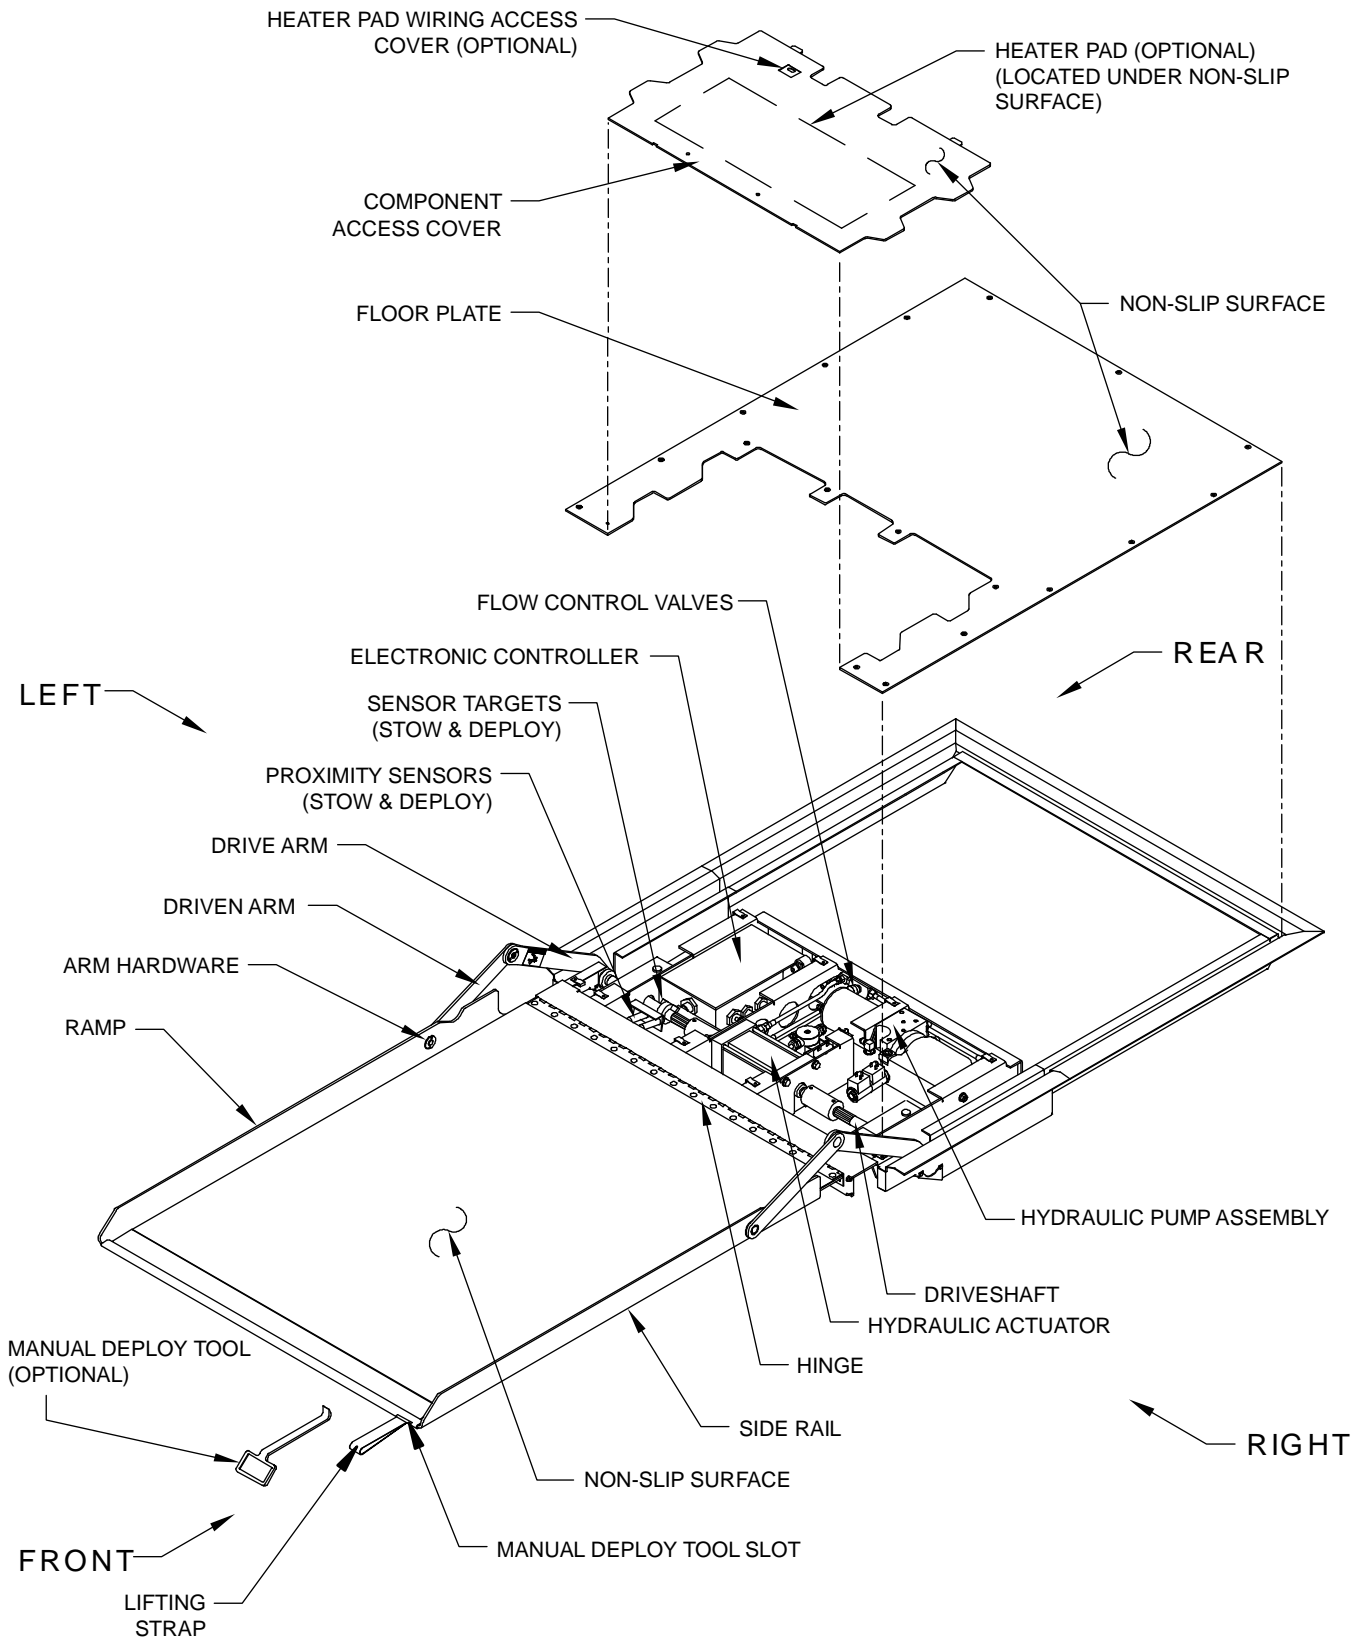 HEATER PAD WIRING ACCESS
COVER (OPTIONAL)
HEATER PAD (OPTIONAL)
(LOCATED UNDER NON-SLIP
SURFACE)
COMPONENT
ACCESS COVER
FLOOR PLATE
NON-SLIP SURFACE
FLOW CONTROL VALVES
ELECTRONIC CONTROLLER
REAR
LEFT
SENSOR TARGETS
(STOW & DEPLOY)
PROXIMITY SENSORS
(STOW & DEPLOY)
DRIVE ARM
DRIVEN ARM
ARM HARDWARE
RAMP
HYDRAULIC PUMP ASSEMBLY
DRIVESHAFT
HYDRAULIC ACTUATOR
HINGE
MANUAL DEPLOY TOOL
(OPTIONAL)
SIDE RAIL
RIGHT
NON-SLIP SURFACE
MANUAL DEPLOY TOOL SLOT
FRONT
LIFTING
STRAP